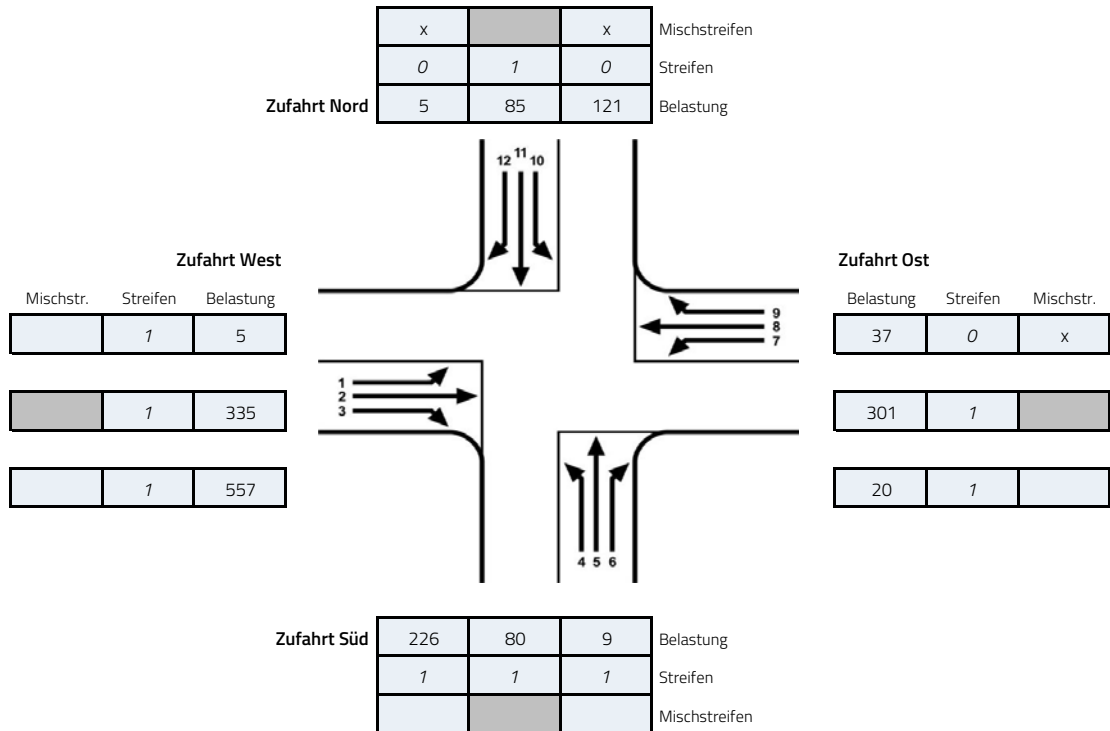 x x Mischstreifen
0 1 0 Streifen
Zufahrt Nord 5 85 121 Belastung
12 11 10
Zufahrt West
Mischstr. Streifen Belastung
1 5
1 335
1 557
1
2
3
Zufahrt Ost
Belastung Streifen Mischstr.
37 0 x
301 1
20 1
9
8
7
4 5 6
Zufahrt Süd 226 80 9 Belastung
1 1 1 Streifen
Mischstreifen